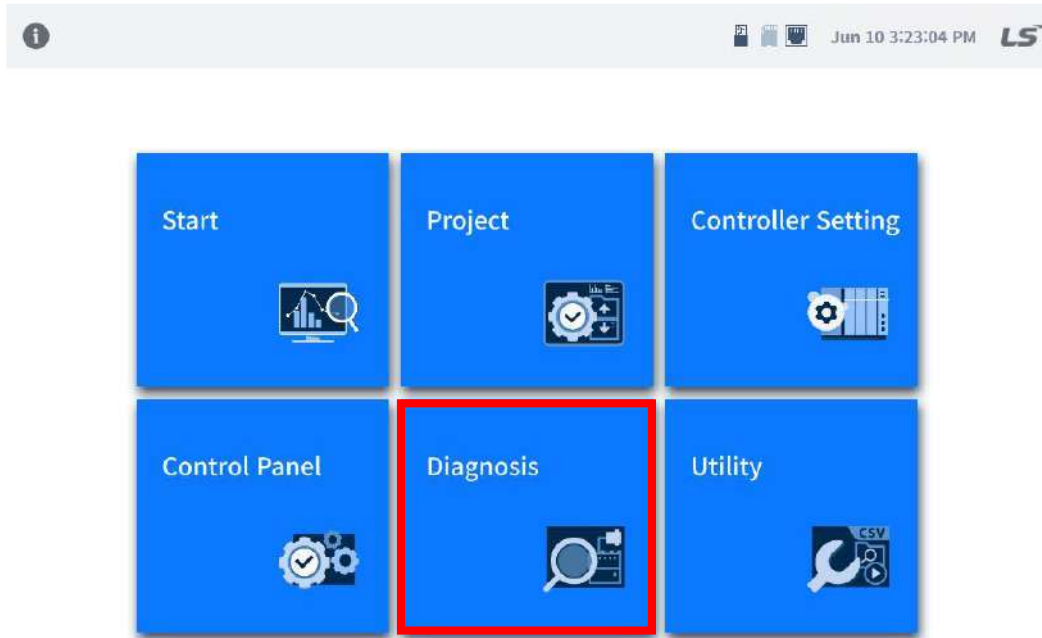 Jun 10 3:23:04 PM LS
Start
Project
Controller Setting
Control Panel
Diagnosis
Utility
CSV